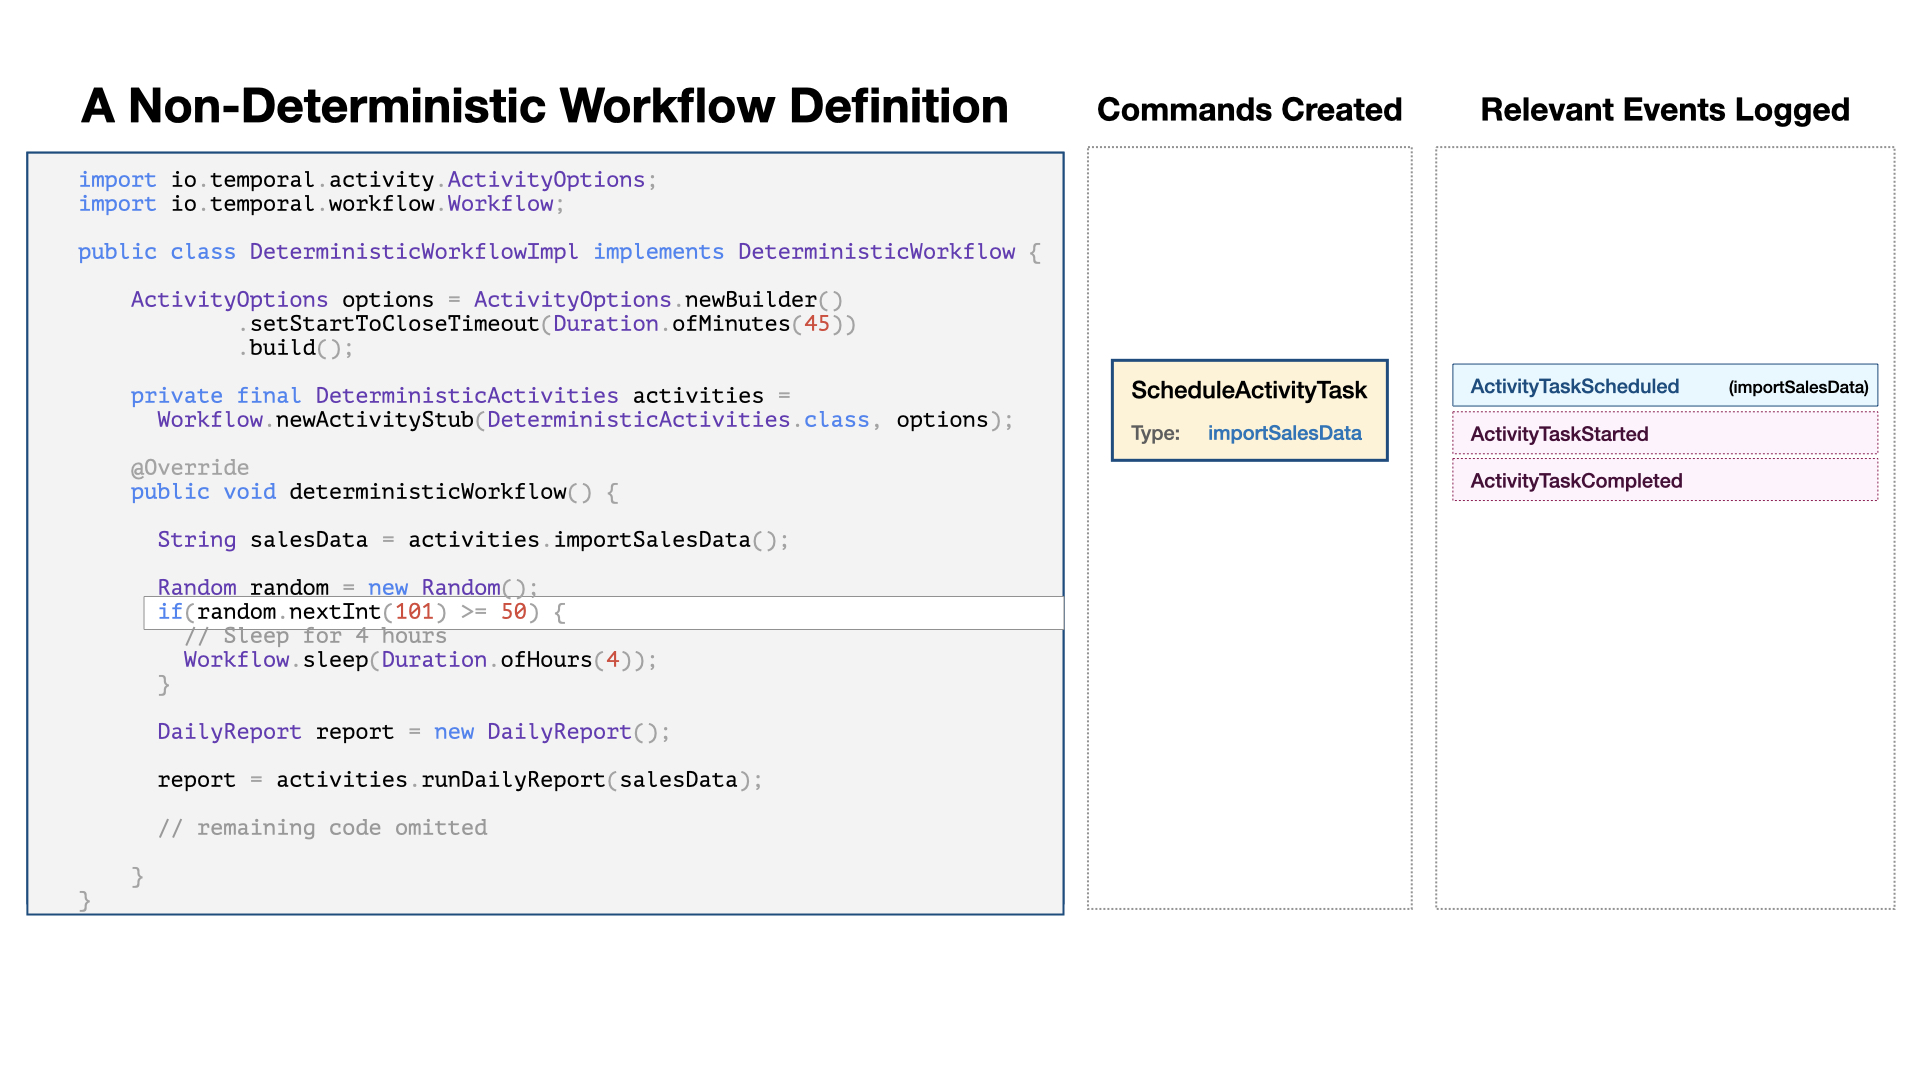 A Non-Deterministic Workflow Definition
import io.temporal.activity.ActivityOptions;
import io.temporal.workflow.Workflow;
public class DeterministicWorkflowImpl implements DeterministicWorkflow {
ActivityOptions options = ActivityOptions.newBuilder()
.setStartToCloseTimeout(Duration.ofMinutes(45))
.build();
private final DeterministicActivities activities =
Workflow.newActivityStub(DeterministicActivities.class, options);
@Override
public void deterministicWorkflow() {
String salesData = activities.importSalesData();
Random random = new Random();
if(random.nextInt(101) >= 50) {
// Sleep for 4 hours
Workflow.sleep(Duration.ofHours(4));
}
DailyReport report = new DailyReport();
report = activities.runDailyReport(salesData);
// remaining code omitted
}
}
Commands Created
ScheduleActivityTask
Type: importSalesData
Relevant Events Logged
ActivityTaskScheduled (importSalesData)
ActivityTaskStarted
ActivityTaskCompleted